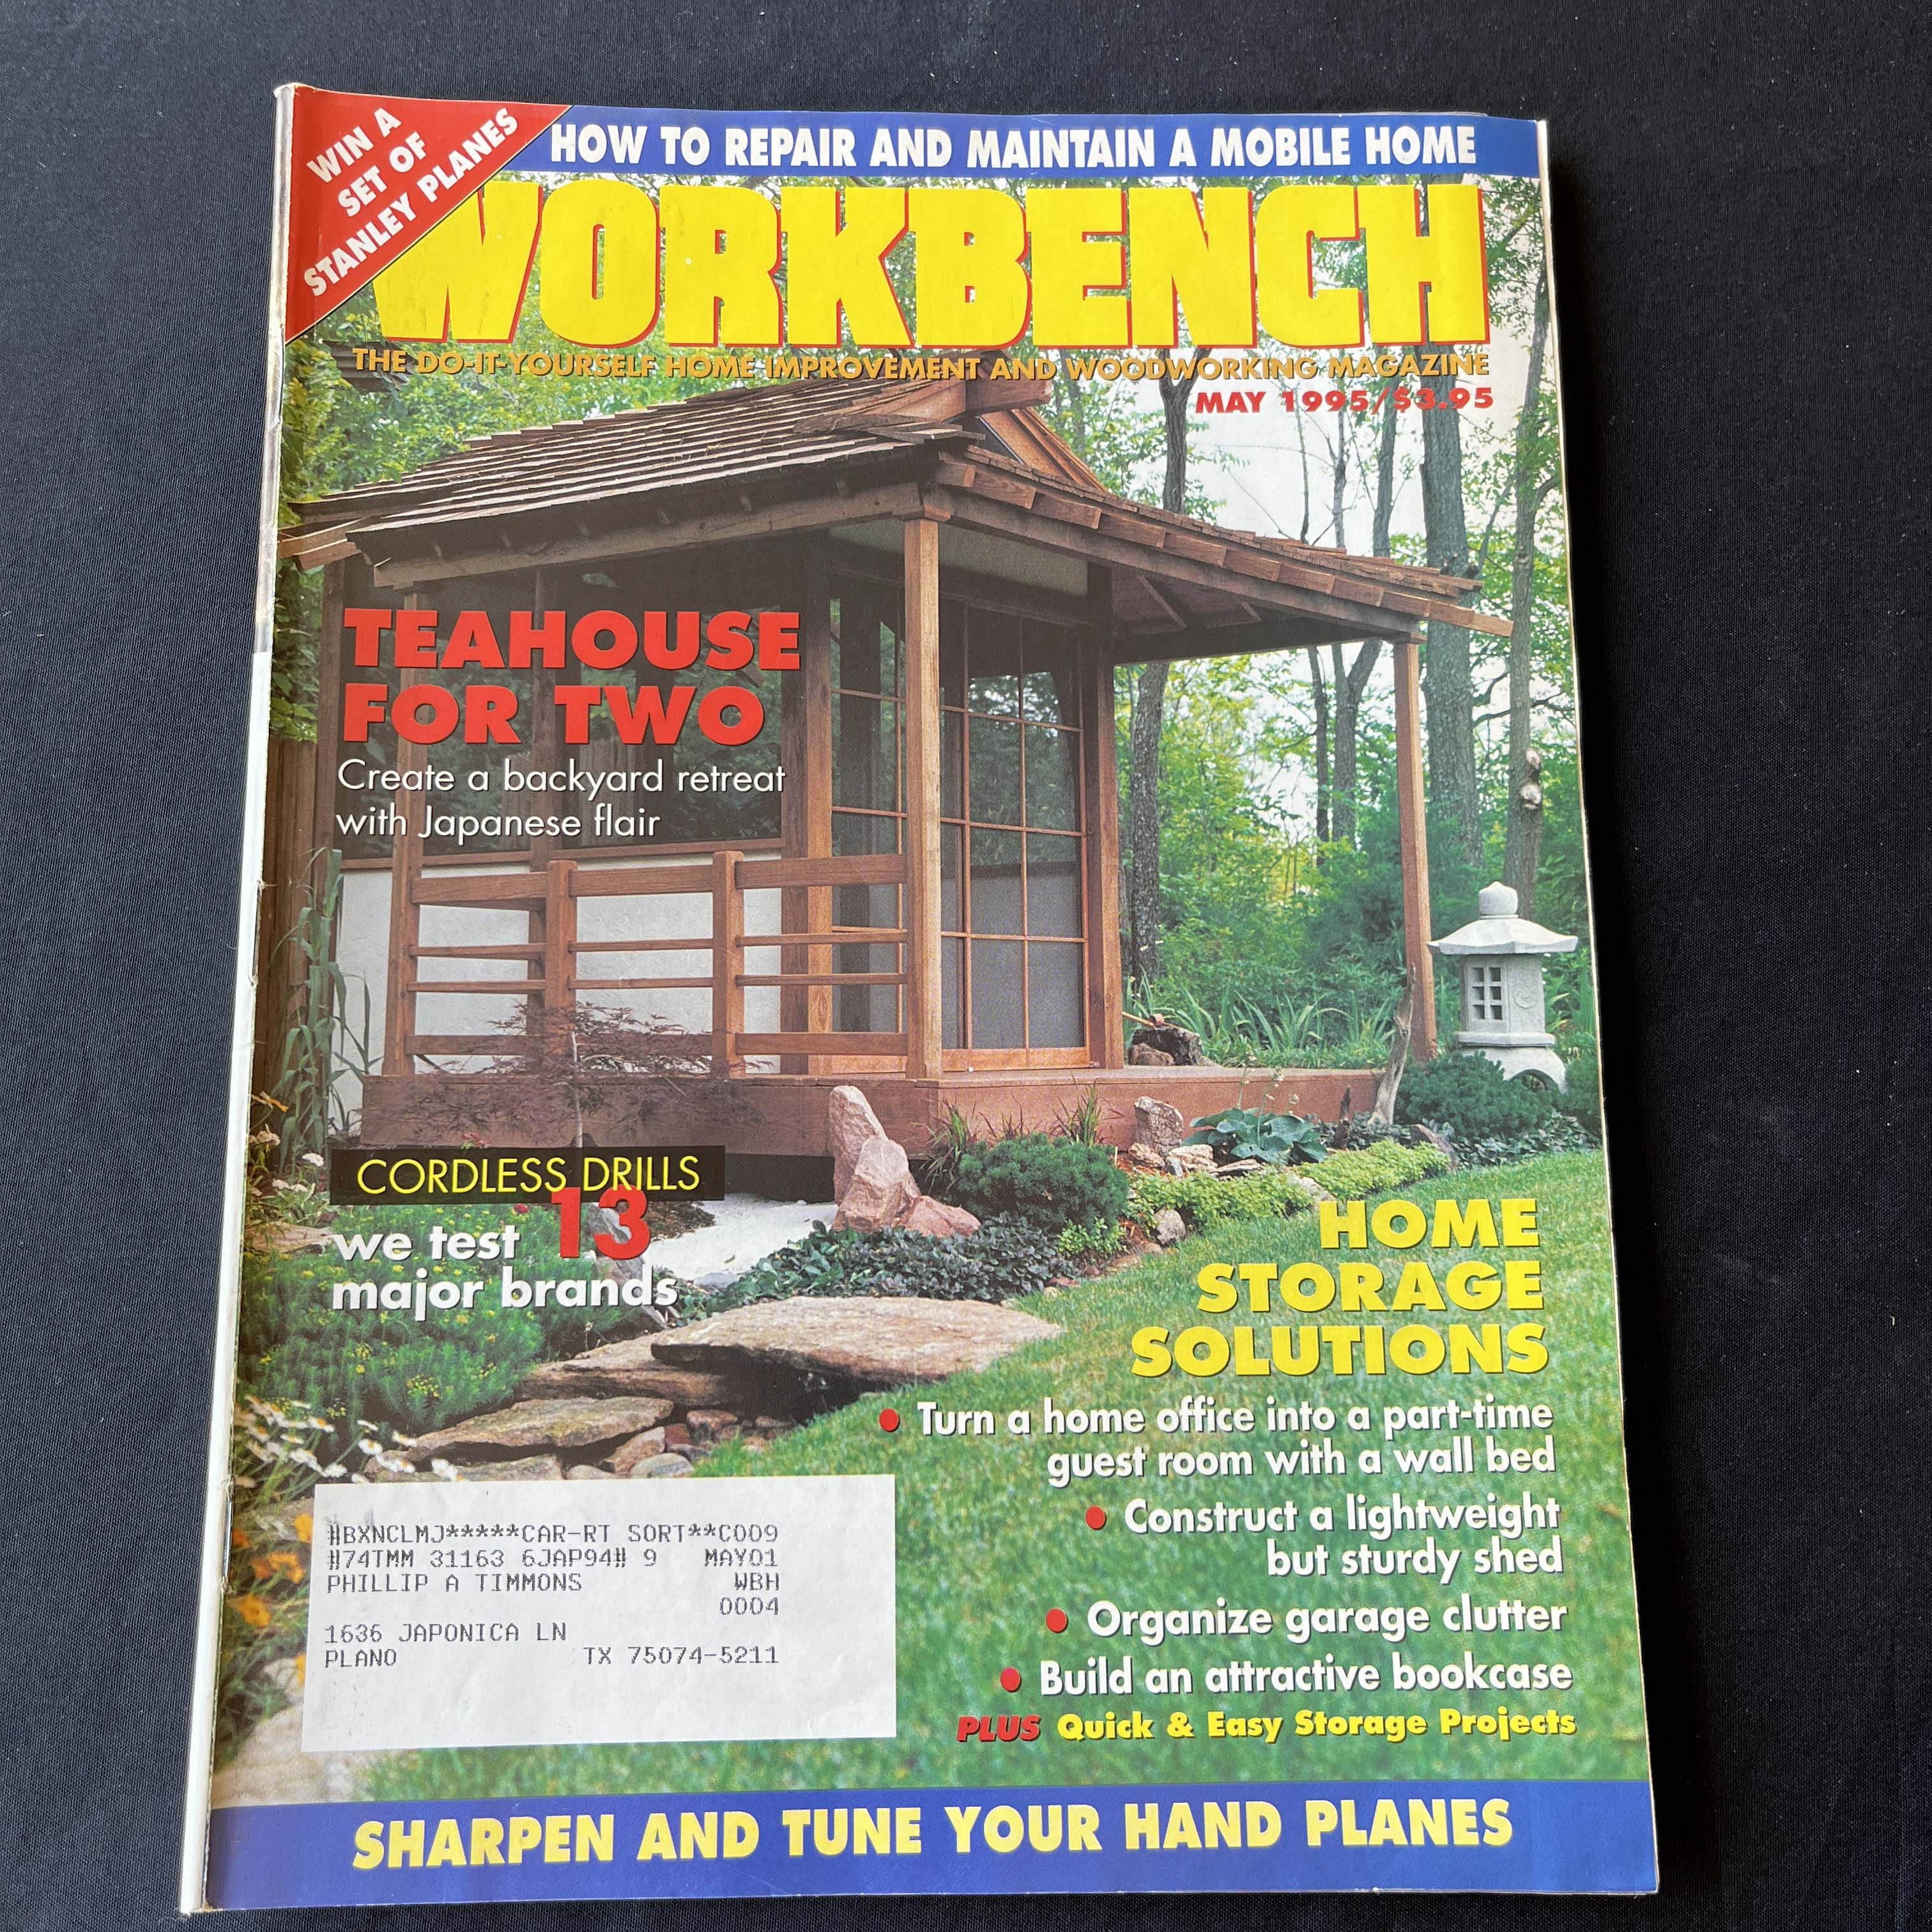 WIN A
SET OF
STANLEY PLANES
HOW TO REPAIR AND MAINTAIN A MOBILE HOME
WORKBENCH
THE DO-IT-YOURSELF HOME IMPROVEMENT AND WOODWORKING MAGAZINE
MAY 1995/$3.95
TEAHOUSE
FOR TWO
Create a backyard retreat
with Japanese flair
CORDLESS DRILLS
we test 13
major brands
HOME
STORAGE
SOLUTIONS
• Turn a home office into a part-time
guest room with a wall bed
• Construct a lightweight
but sturdy shed
• Organize garage clutter
• Build an attractive bookcase
PLUS Quick & Easy Storage Projects
#BXNCLMJ*****CAR-RT SORT**C009
#74TMM 31163 6JAP94# 9 MAY01
PHILLIP A TIMMONS WBH
0004
1636 JAPONICA LN
PLANO TX 75074-5211
SHARPEN AND TUNE YOUR HAND PLANES